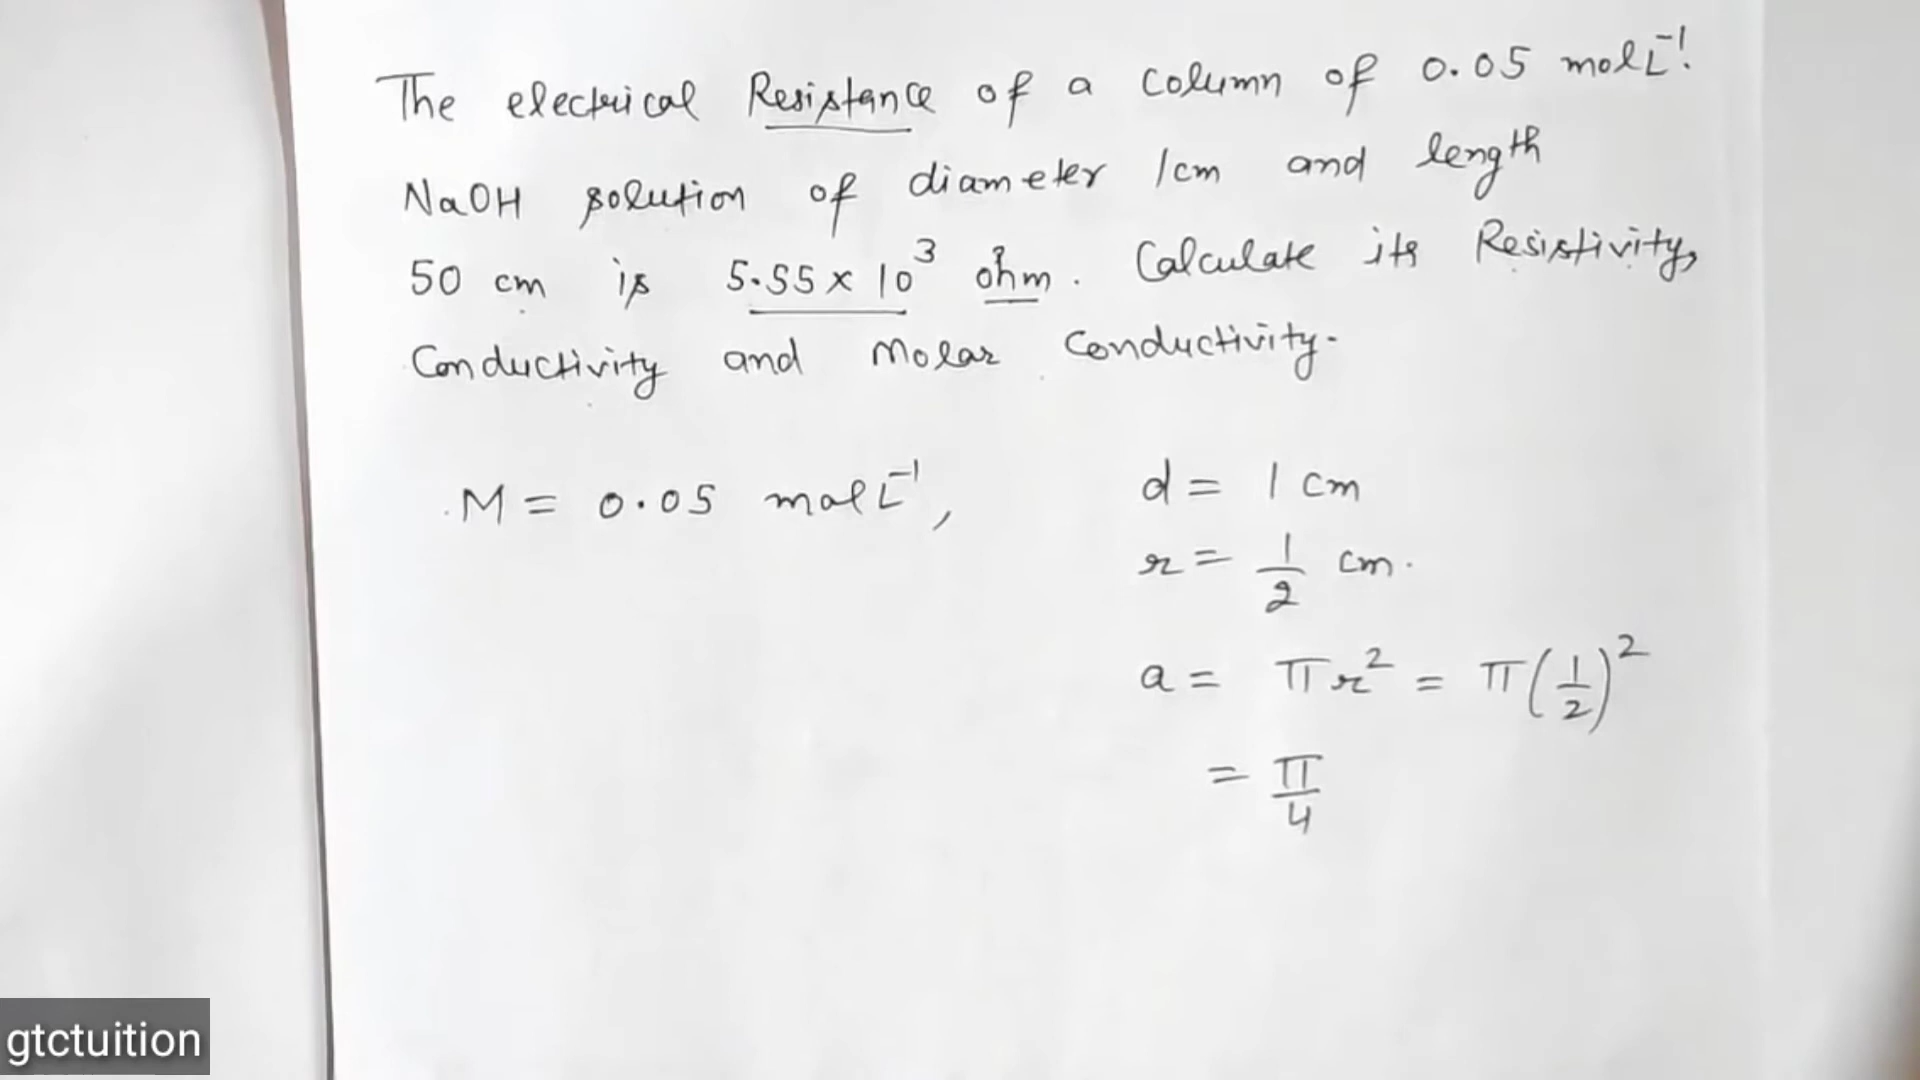 The electrical Resistance of a column of 0.05 mol L⁻¹.
NaOH solution of diameter 1cm and length
50 cm is 5.55 x 10³ ohm. Calculate its Resistivity,
Conductivity and Molar Conductivity.
M = 0.05 mol L⁻¹,
d = 1 cm
r = 1/2 cm.
a = πr² = π(1/2)²
= π/4
gtctuition